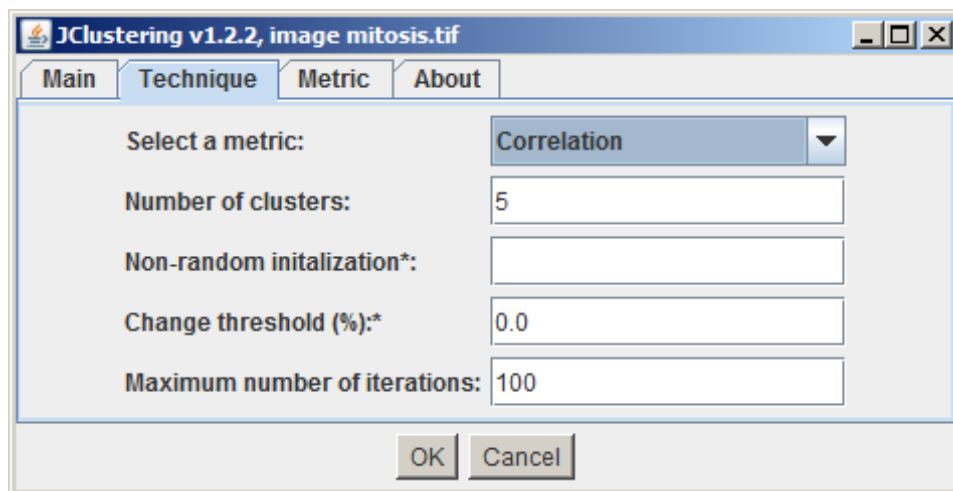 JClustering v1.2.2, image mitosis.tif
Main Technique Metric About
Select a metric: Correlation
Number of clusters: 5
Non-random initalization*:
Change threshold (%):* 0.0
Maximum number of iterations: 100
OK Cancel